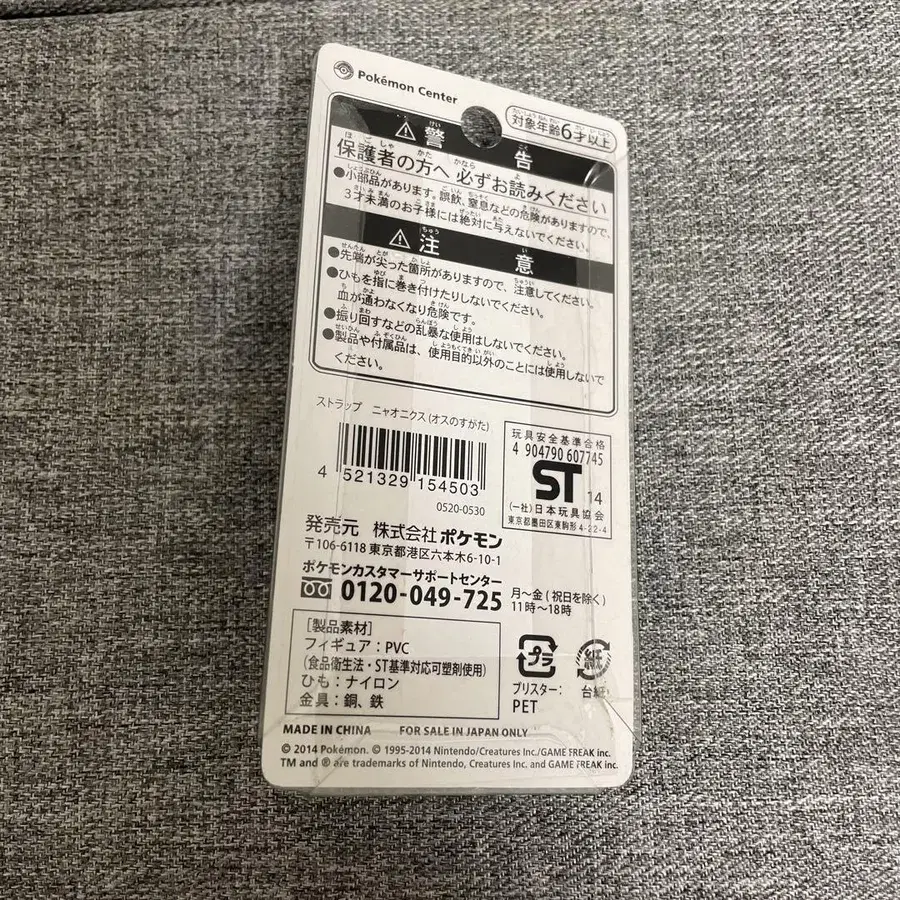 Pokémon Center
対象年齢6才以上
⚠警告
保護者の方へ 必ずお読みください
●小部品があります。誤飲、窒息などの危険がありますので、
3才未満のお子様には絶対に与えないでください。
⚠注意
●先端が尖った箇所がありますので、注意してください。
●ひもを指に巻き付けたりしないでください。
血が通わなくなり危険です。
●振り回すなどの乱暴な使用はしないでください。
●製品や付属品は、使用目的以外のことには使用しないで
ください。
ストラップ ニャオニクス(オスのすがた)
4 521329 154503
0520-0530
玩具安全基準合格
4 904790 607745
ST 14
(一社)日本玩具協会
東京都墨田区東駒形4-22-4
発売元 株式会社ポケモン
〒106-6118 東京都港区六本木6-10-1
ポケモンカスタマーサポートセンター
0120-049-725
月〜金(祝日を除く)
11時〜18時
[製品素材]
フィギュア：PVC
(食品衛生法・ST基準対応可塑剤使用)
ひも：ナイロン
金具：銅、鉄
プラ
ブリスター：
PET
紙
台紙
MADE IN CHINA FOR SALE IN JAPAN ONLY
© 2014 Pokémon. © 1995-2014 Nintendo/Creatures Inc./GAME FREAK inc.
TM and ® are trademarks of Nintendo, Creatures Inc. and GAME FREAK inc.